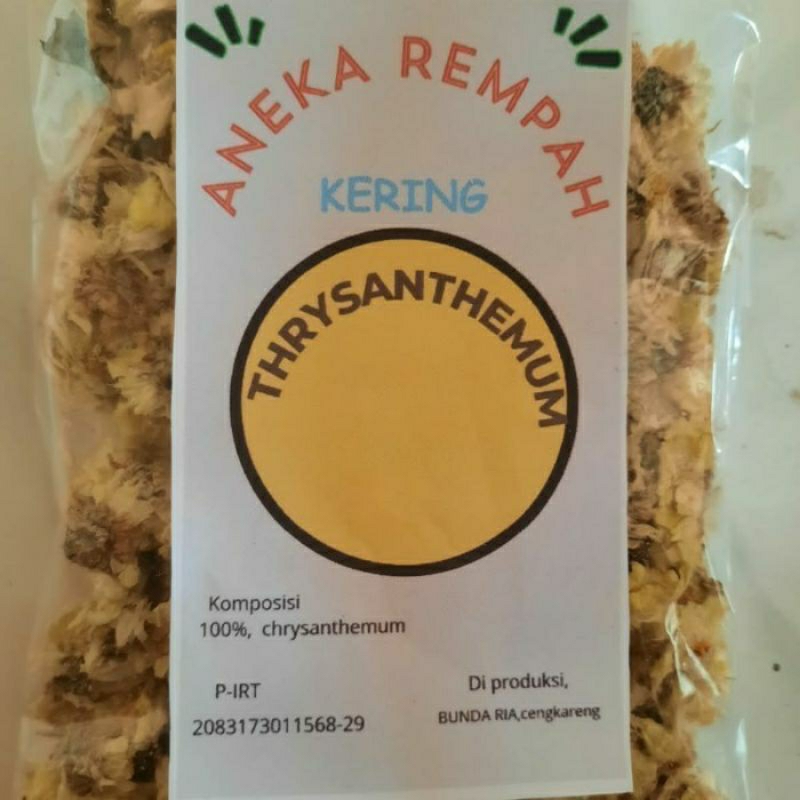 ANEKA REMPAH
KERING
THRYSANTHEMUM
Komposisi
100%, chrysanthemum
P-IRT
2083173011568-29
Di produksi,
BUNDA RIA,cengkareng